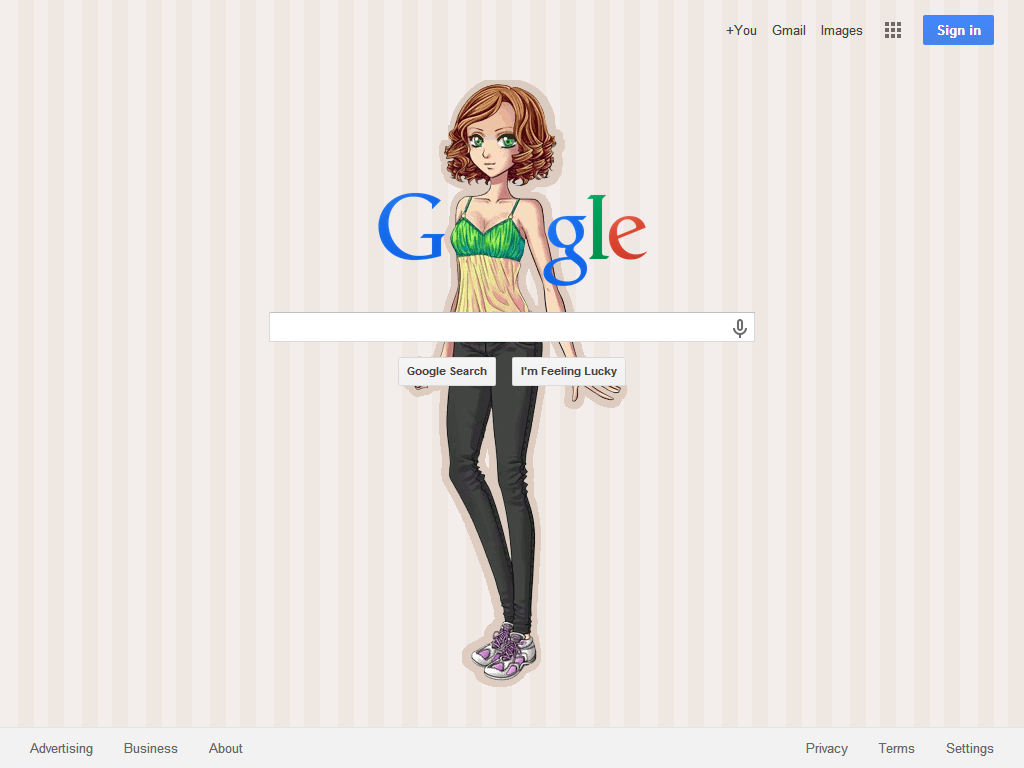 +You Gmail Images Sign in
G gle
Google Search I'm Feeling Lucky
Advertising Business About Privacy Terms Settings